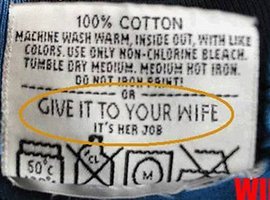 100% COTTON
MACHINE WASH WARM, INSIDE OUT, WITH LIKE
COLORS. USE ONLY NON-CHLORINE BLEACH.
TUMBLE DRY MEDIUM. MEDIUM HOT IRON.
DO NOT IRON PRINT!
OR
GIVE IT TO YOUR WIFE
IT'S HER JOB
50°C
CL
M
WI